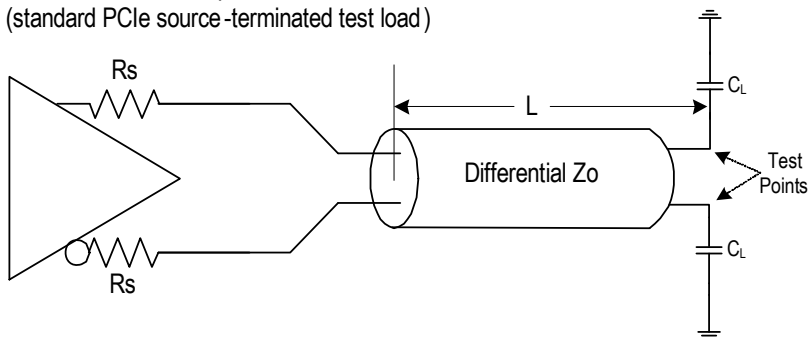 (standard PCIe source-terminated test load)
Rs
CL
L
Differential Zo
Test
Points
CL
Rs